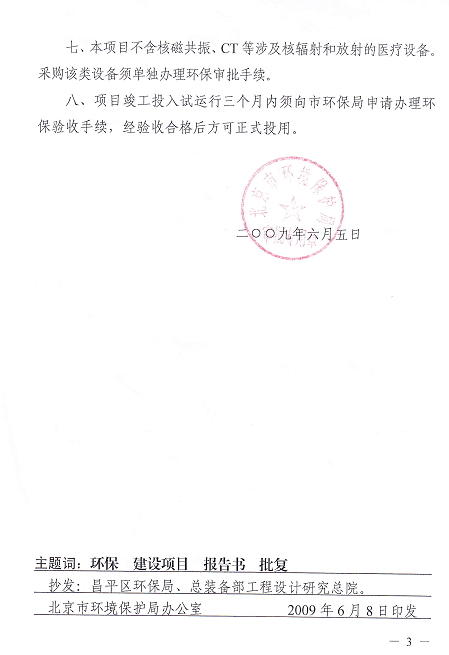 七、本项目不含核磁共振、CT等涉及核辐射和放射的医疗设备。
采购该类设备须单独办理环保审批手续。
八、项目竣工投入试运行三个月内须向市环保局申请办理环
保验收手续，经验收合格后方可正式投用。
北京市环境保护局
二〇〇九年六月五日
主题词：环保 建设项目 报告书 批复
抄发：昌平区环保局、总装备部工程设计研究总院。
北京市环境保护局办公室 2009年6月8日印发
— 3 —